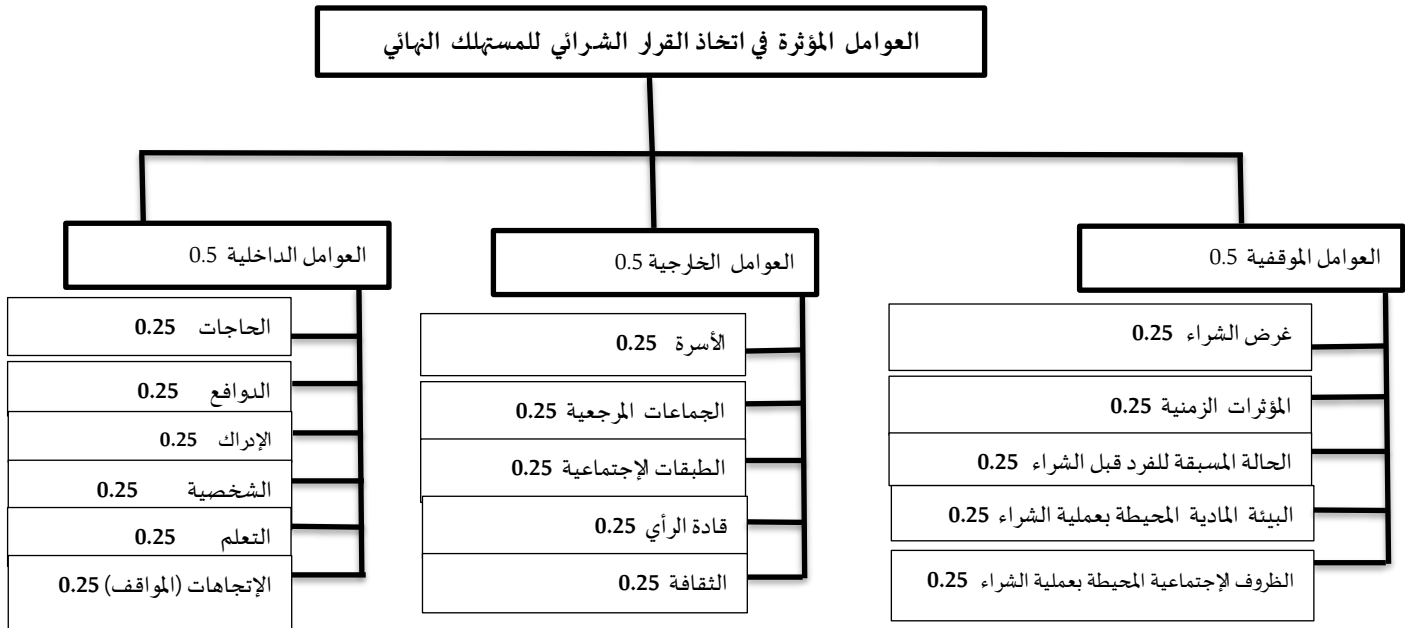 العوامل المؤثرة في اتخاذ القرار الشرائي للمستهلك النهائي
العوامل الموقفية 0.5
غرض الشراء 0.25
المؤثرات الزمنية 0.25
الحالة المسبقة للفرد قبل الشراء 0.25
البيئة المادية المحيطة بعملية الشراء 0.25
الظروف الإجتماعية المحيطة بعملية الشراء 0.25
العوامل الخارجية 0.5
الأسرة 0.25
الجماعات المرجعية 0.25
الطبقات الإجتماعية 0.25
قادة الرأي 0.25
الثقافة 0.25
العوامل الداخلية 0.5
الحاجات 0.25
الدوافع 0.25
الإدراك 0.25
الشخصية 0.25
التعلم 0.25
الإتجاهات (المواقف) 0.25